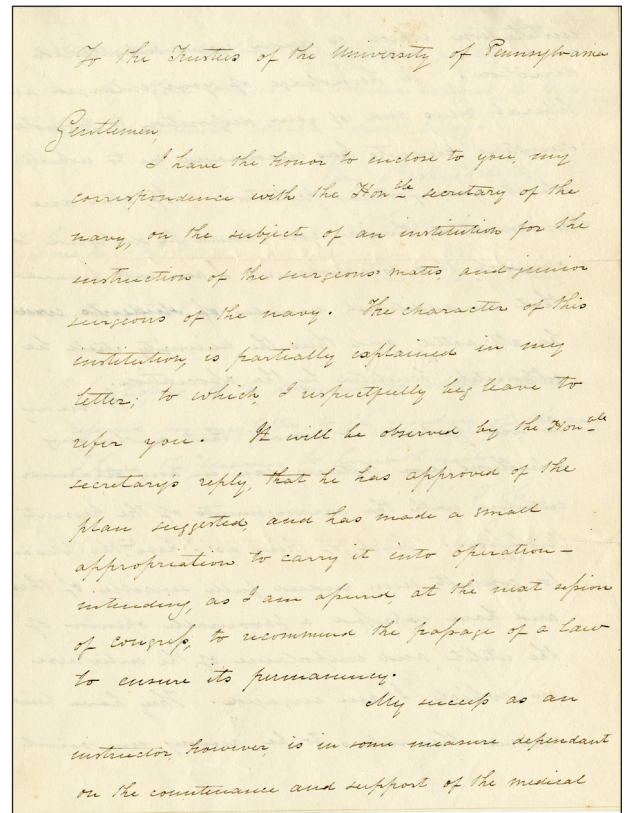 To the Trustees of the University of Pennsylvania
Gentlemen,
I have the honor to enclose to you, my
correspondence with the Honble secretary of the
navy, on the subject of an institution for the
instruction of the surgeons mates, and junior
surgeons of the navy. The character of this
institution, is partially explained in my
letter; to which, I respectfully beg leave to
refer you. It will be observed by the Honble
secretarys reply, that he has approved of the
plan suggested, and has made a small
appropriation to carry it into operation—
intending, as I am assured, at the next session
of congress, to recommend the passage of a law
to ensure its permanency.
My success as an
instructor, however, is in some measure dependant
on the countenance and support of the medical